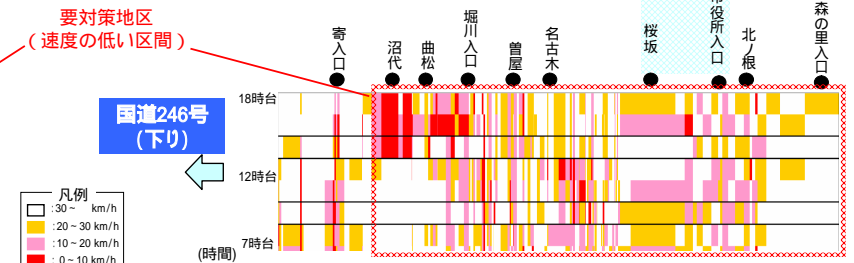 要対策地区
（速度の低い区間）
寄入口
沼代
曲松
堀川入口
曽屋
名古木
桜坂
市役所入口
北ノ根
森の里入口
国道246号
(下り)
18時台
12時台
7時台
(時間)
凡例
:30～ km/h
:20～30 km/h
:10～20 km/h
: 0～10 km/h